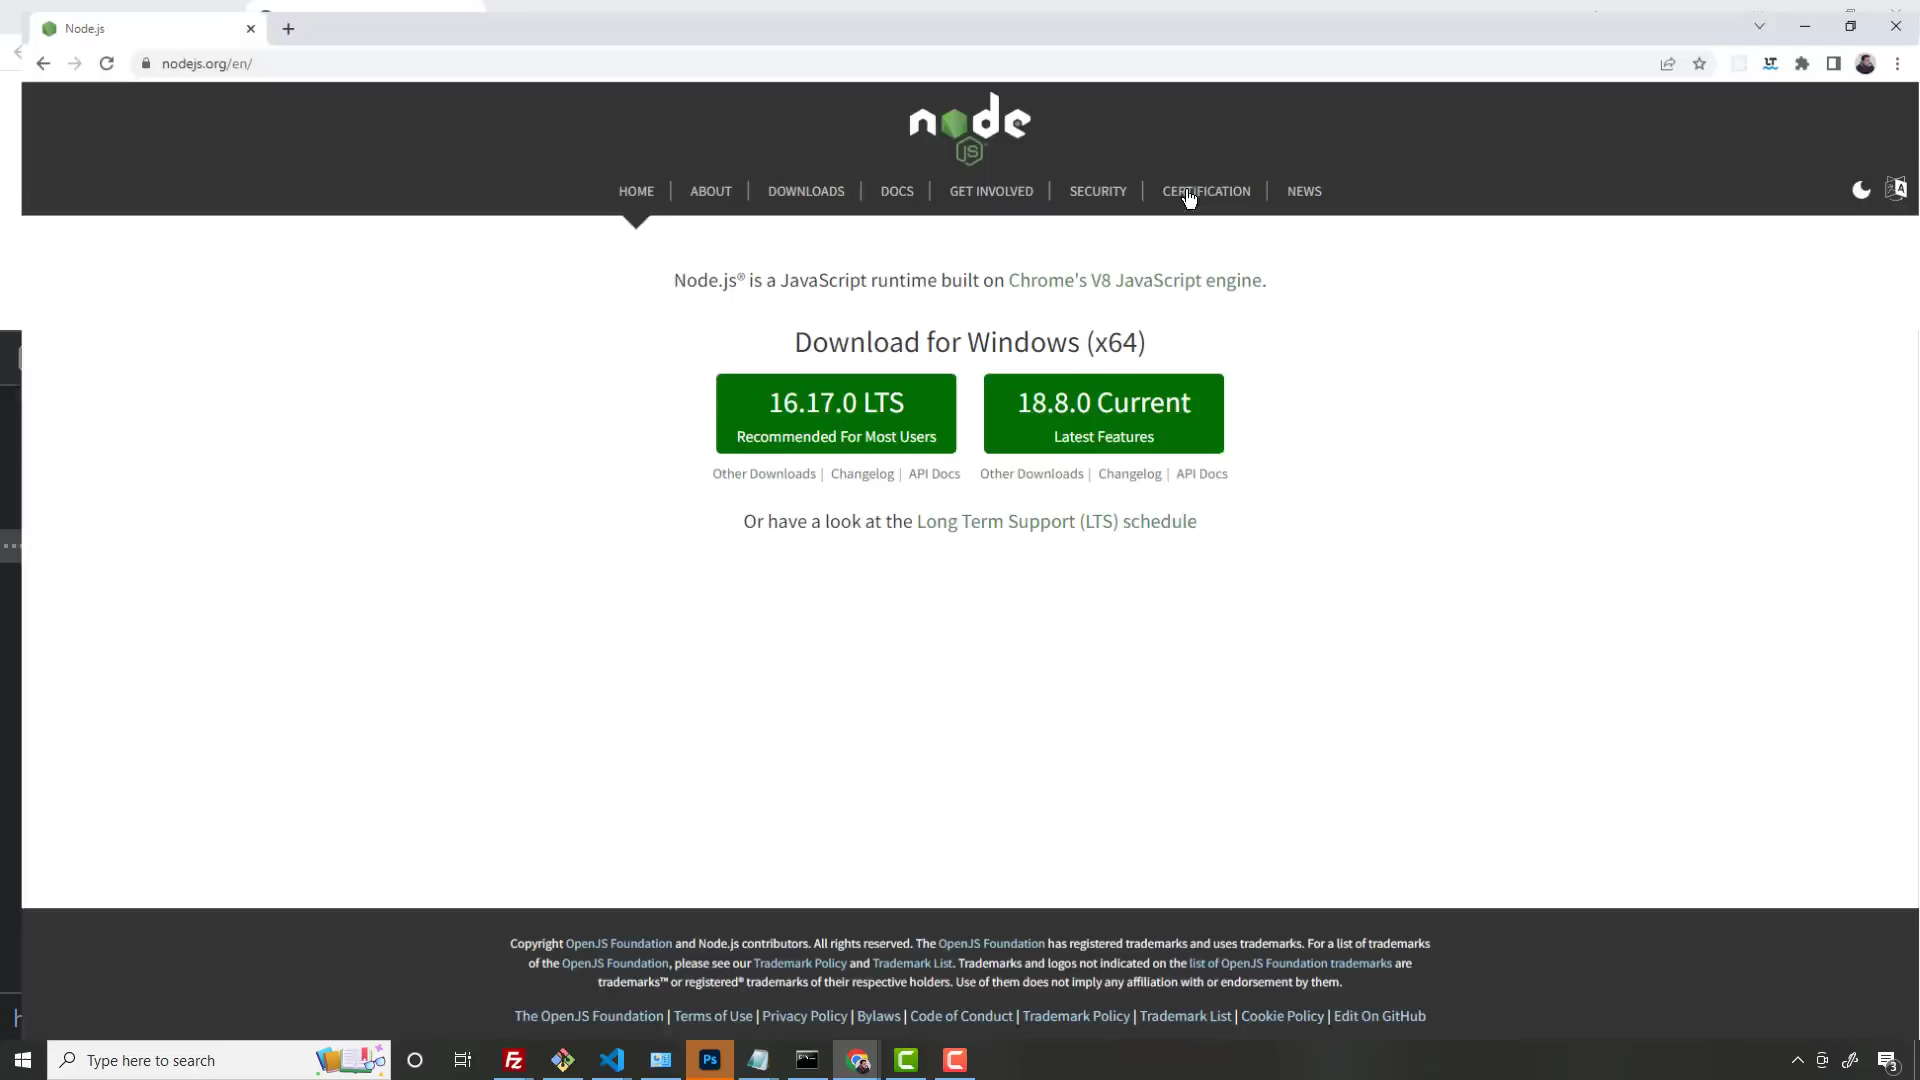 Node.js
nodejs.org/en/
node
JS
HOME | ABOUT | DOWNLOADS | DOCS | GET INVOLVED | SECURITY | CERTIFICATION | NEWS
Node.js® is a JavaScript runtime built on Chrome's V8 JavaScript engine.
Download for Windows (x64)
16.17.0 LTS
Recommended For Most Users
18.8.0 Current
Latest Features
Other Downloads | Changelog | API Docs
Other Downloads | Changelog | API Docs
Or have a look at the Long Term Support (LTS) schedule
Copyright OpenJS Foundation and Node.js contributors. All rights reserved. The OpenJS Foundation has registered trademarks and uses trademarks. For a list of trademarks
of the OpenJS Foundation, please see our Trademark Policy and Trademark List. Trademarks and logos not indicated on the list of OpenJS Foundation trademarks are
trademarks™ or registered® trademarks of their respective holders. Use of them does not imply any affiliation with or endorsement by them.
The OpenJS Foundation | Terms of Use | Privacy Policy | Bylaws | Code of Conduct | Trademark Policy | Trademark List | Cookie Policy | Edit On GitHub
Type here to search
Fz
Ps
C
C
3